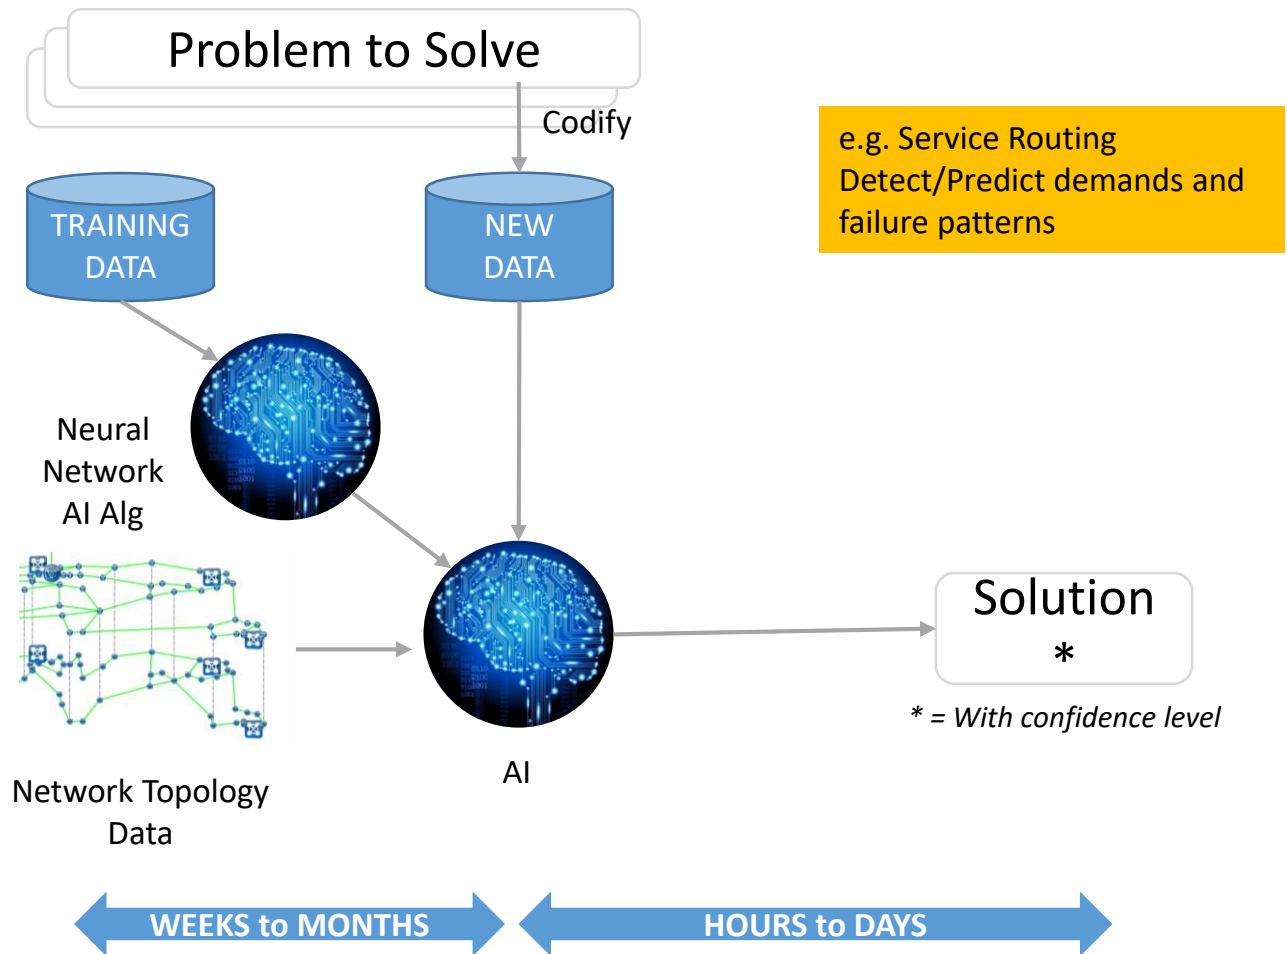 Problem to Solve
Codify
e.g. Service Routing
Detect/Predict demands and
failure patterns
TRAINING
DATA
NEW
DATA
Neural
Network
AI Alg
Solution
*
* = With confidence level
AI
Network Topology
Data
WEEKS to MONTHS
HOURS to DAYS